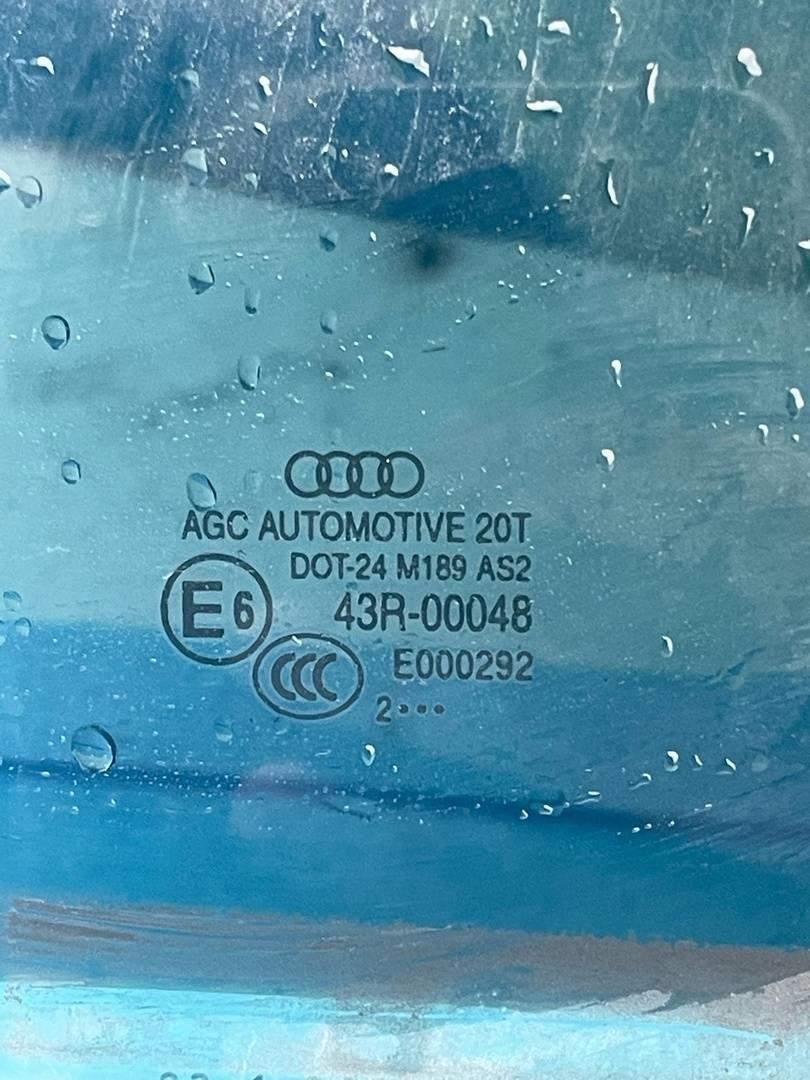 AGC AUTOMOTIVE 20T
DOT-24 M189 AS2
E6 43R-00048
CCC E000292
2•••